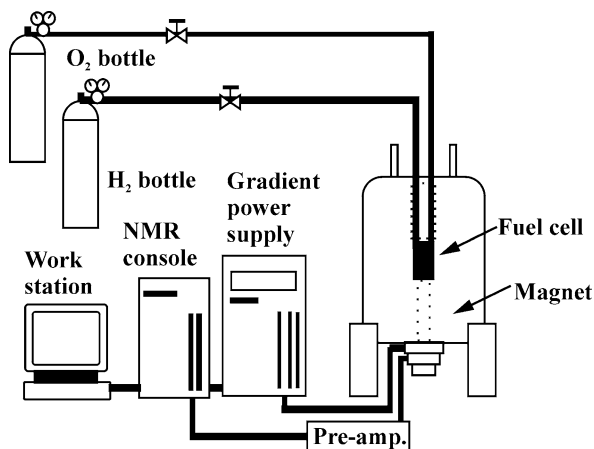 O₂ bottle
H₂ bottle
Gradient
power
supply
NMR
console
Work
station
Fuel cell
Magnet
Pre-amp.